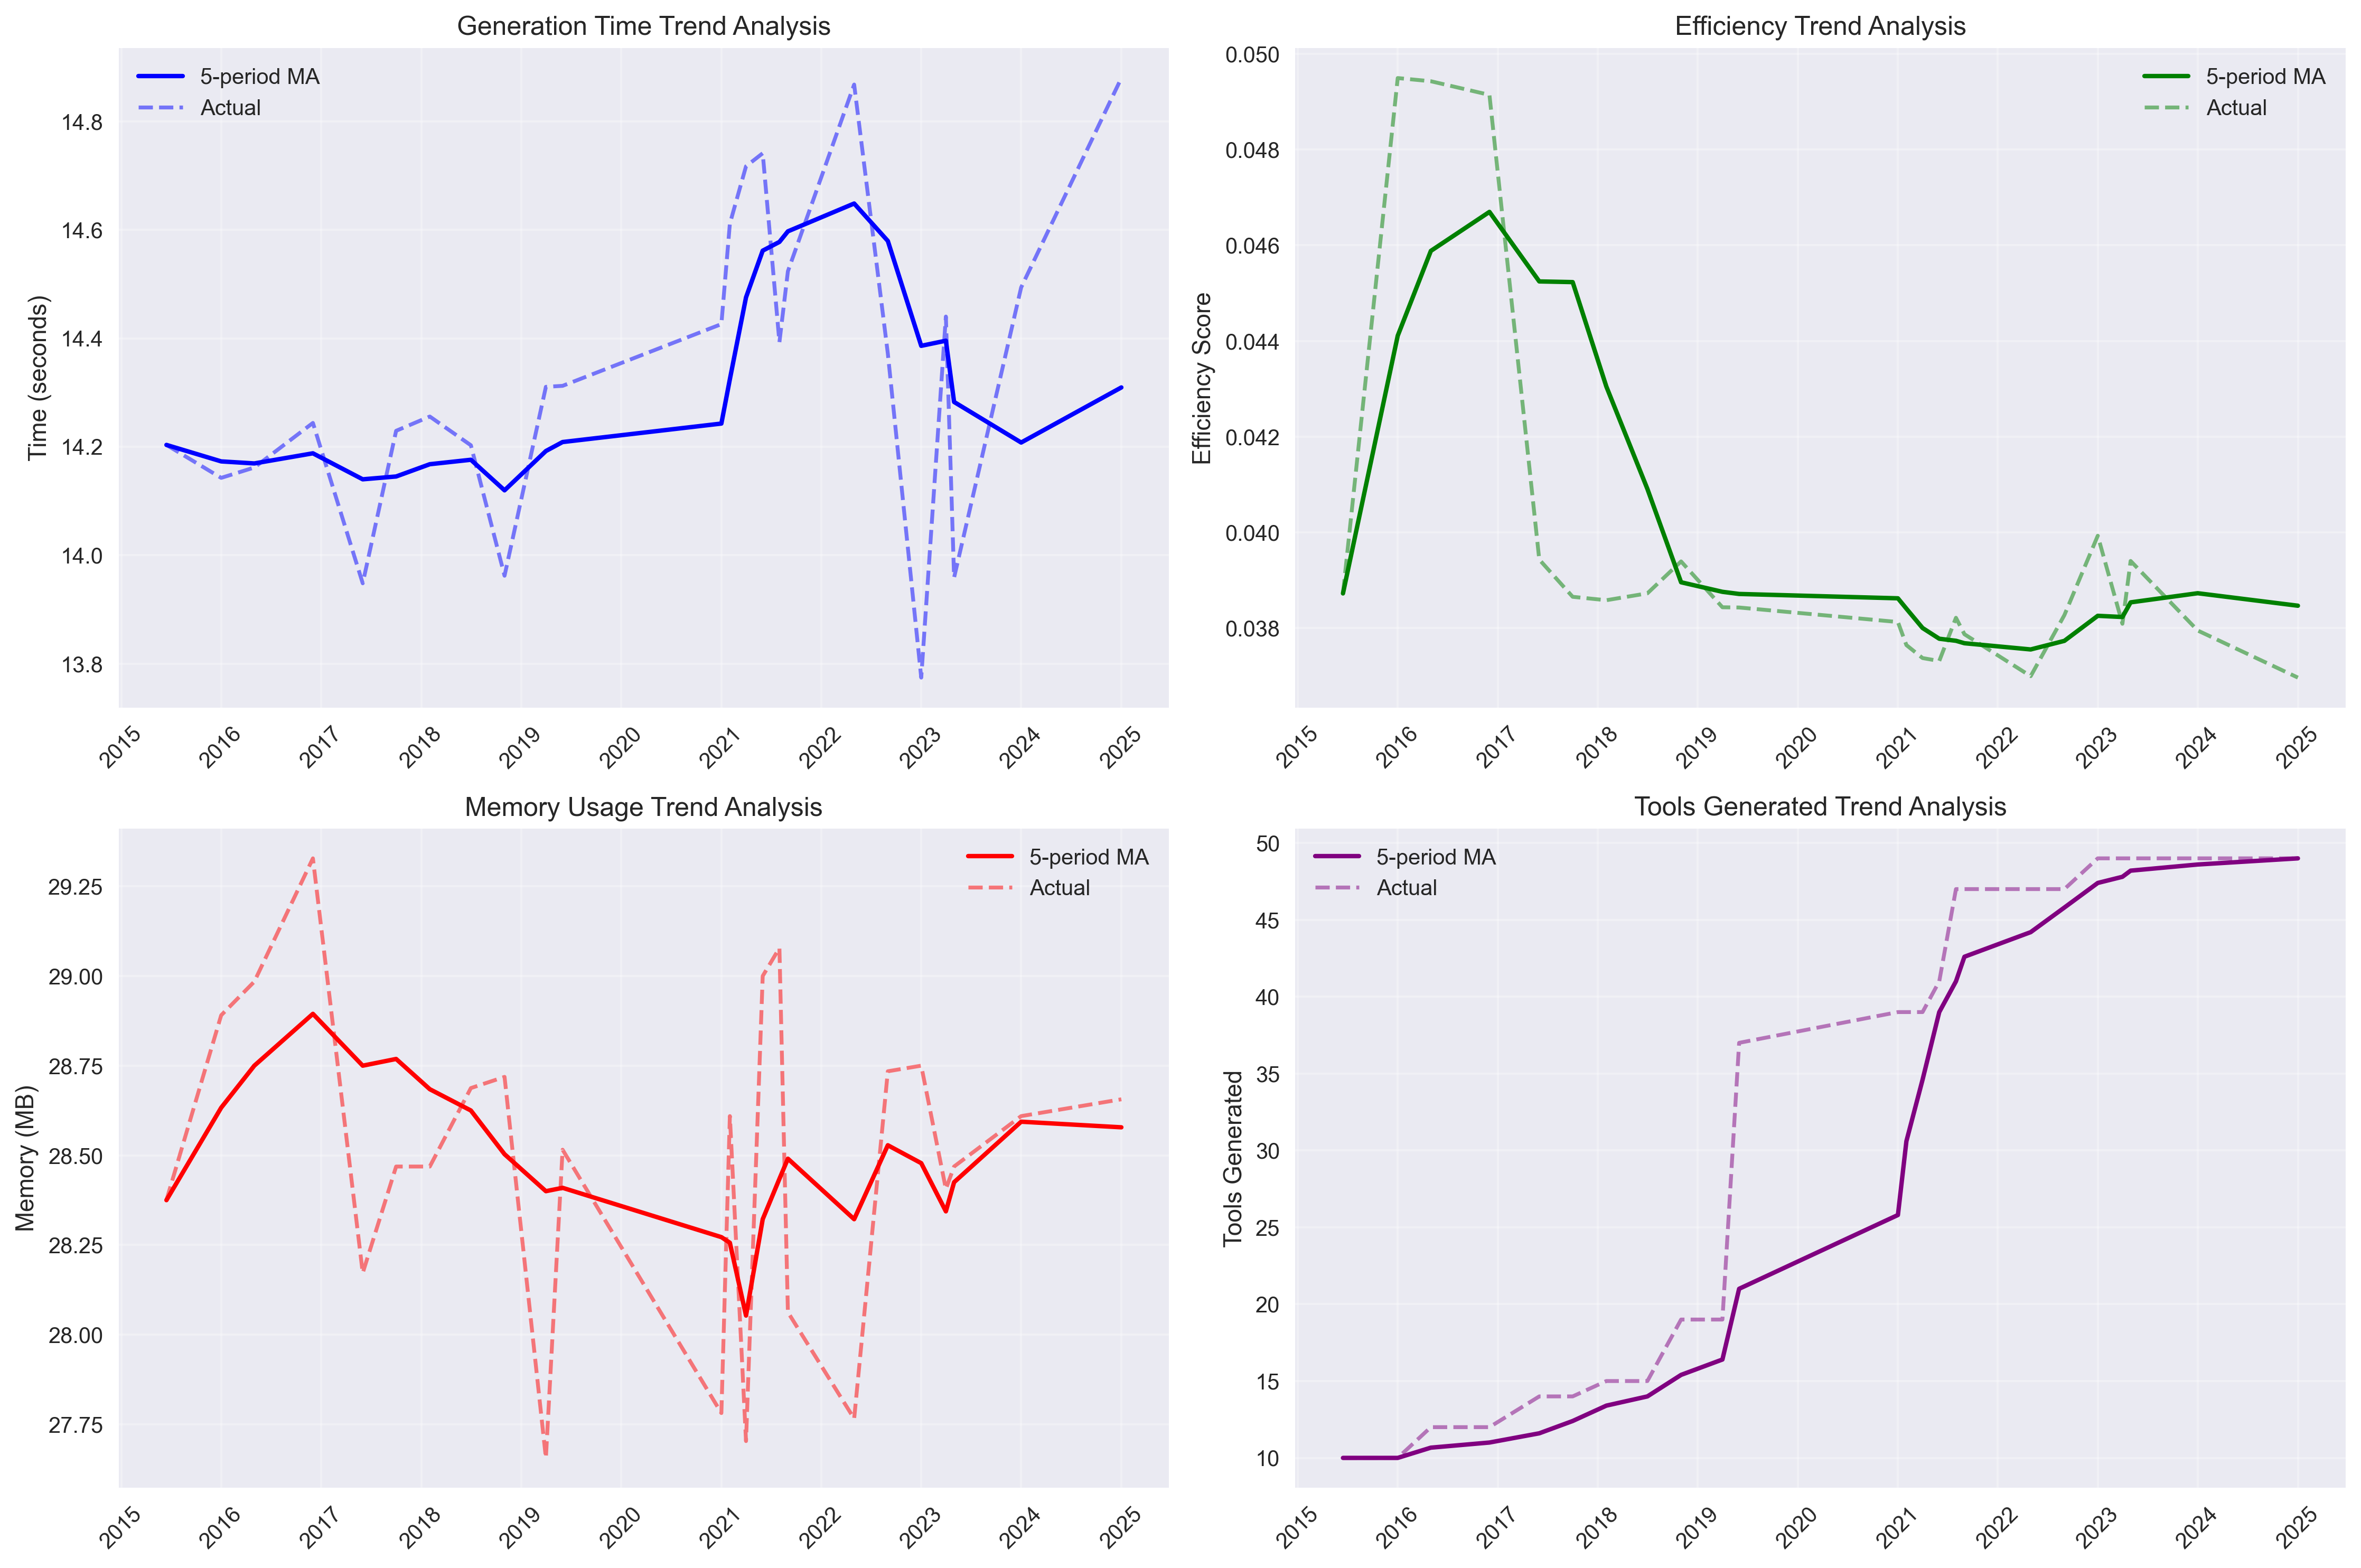 Generation Time Trend Analysis
5-period MA
Actual
Time (seconds)
14.8
14.6
14.4
14.2
14.0
13.8
2015 2016 2017 2018 2019 2020 2021 2022 2023 2024 2025
Efficiency Trend Analysis
5-period MA
Actual
Efficiency Score
0.050
0.048
0.046
0.044
0.042
0.040
0.038
2015 2016 2017 2018 2019 2020 2021 2022 2023 2024 2025
Memory Usage Trend Analysis
5-period MA
Actual
Memory (MB)
29.25
29.00
28.75
28.50
28.25
28.00
27.75
2015 2016 2017 2018 2019 2020 2021 2022 2023 2024 2025
Tools Generated Trend Analysis
5-period MA
Actual
Tools Generated
50
45
40
35
30
25
20
15
10
2015 2016 2017 2018 2019 2020 2021 2022 2023 2024 2025